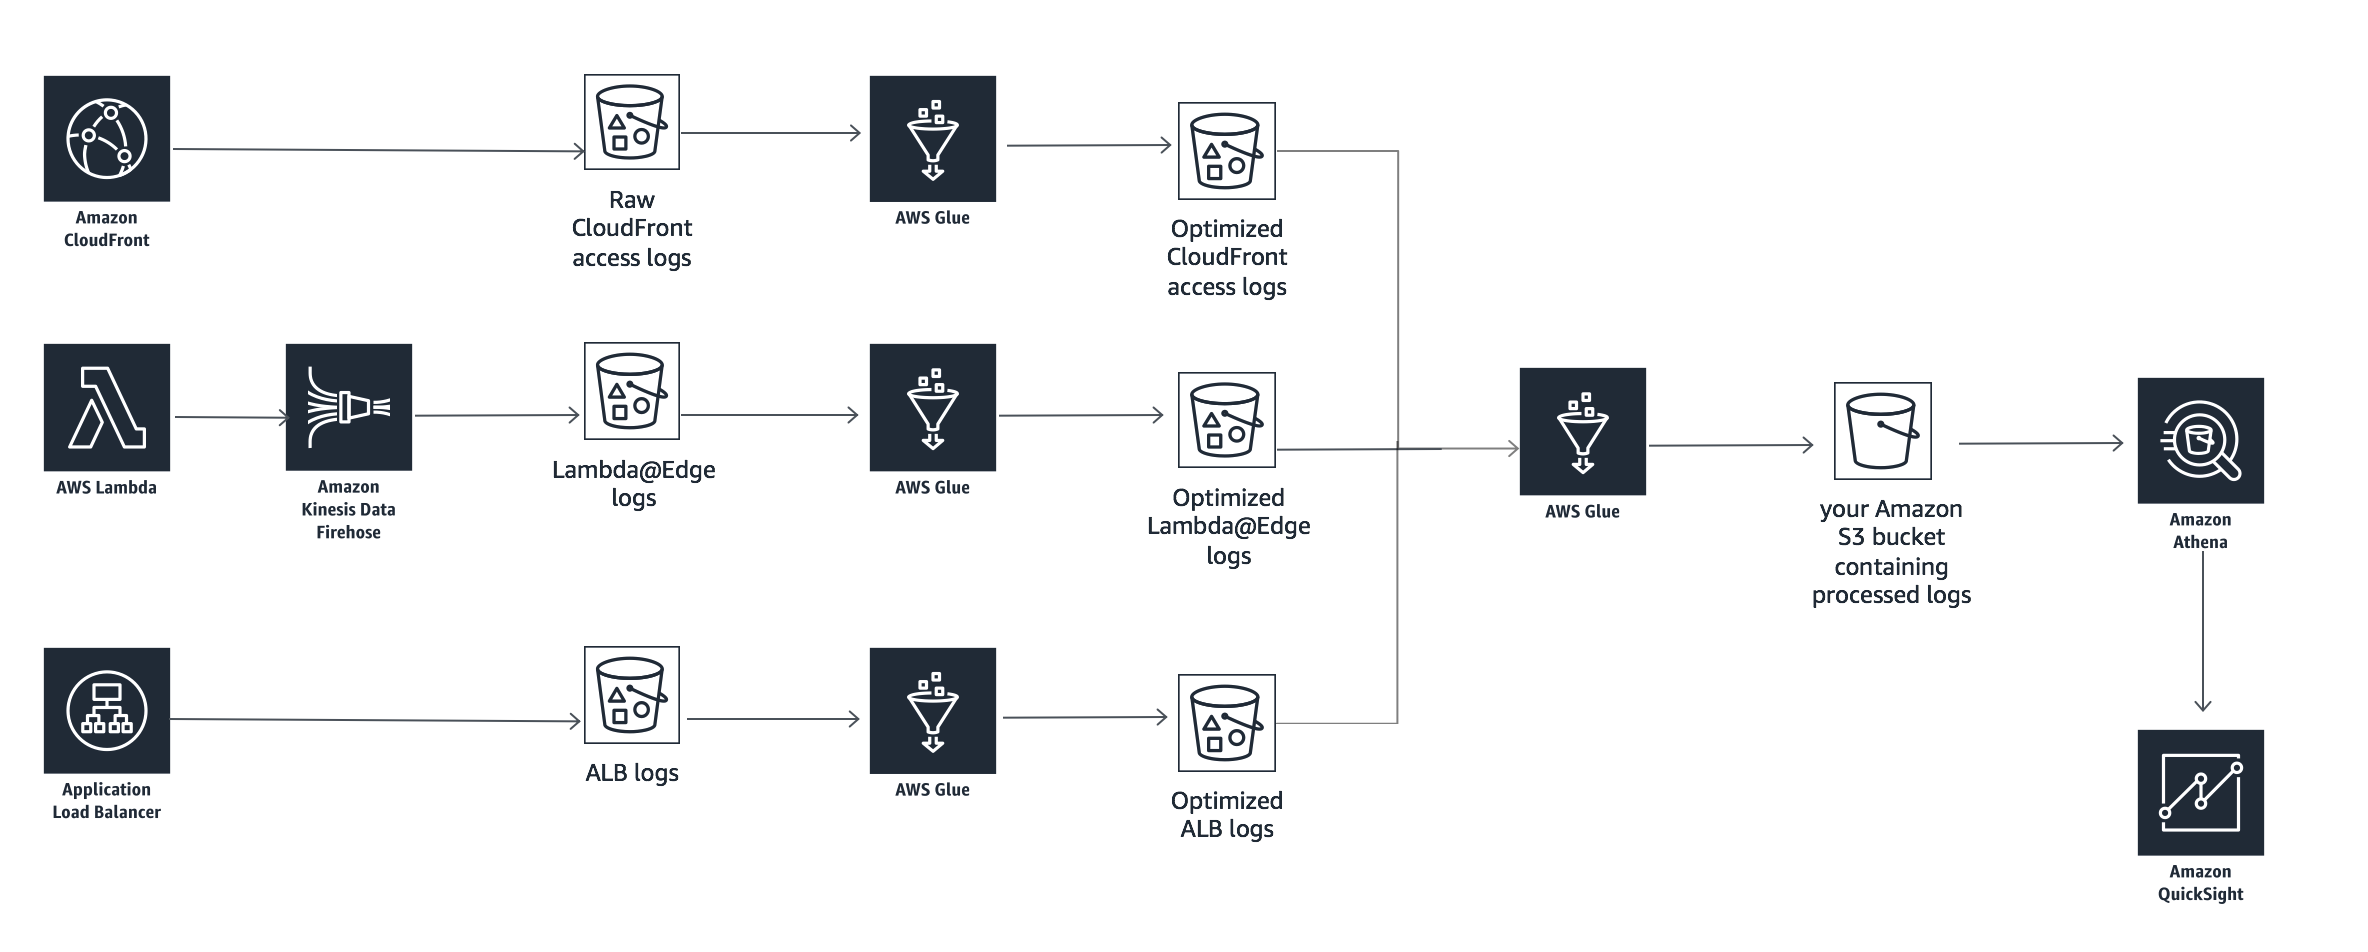 Amazon
CloudFront
Raw
CloudFront
access logs
AWS Glue
Optimized
CloudFront
access logs
AWS Lambda
Amazon
Kinesis Data
Firehose
Lambda@Edge
logs
AWS Glue
Optimized
Lambda@Edge
logs
AWS Glue
your Amazon
S3 bucket
containing
processed logs
Amazon
Athena
Application
Load Balancer
ALB logs
AWS Glue
Optimized
ALB logs
Amazon
QuickSight